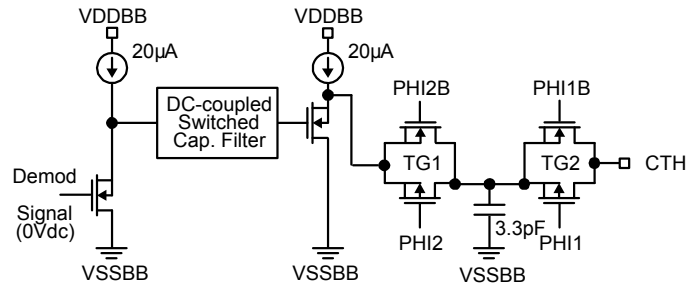 VDDBB
VDDBB
20µA
20µA
PHI2B
PHI1B
DC-coupled
Switched
Cap. Filter
TG1
TG2
CTH
Demod
Signal
(0Vdc)
3.3pF
PHI2
PHI1
VSSBB
VSSBB
VSSBB